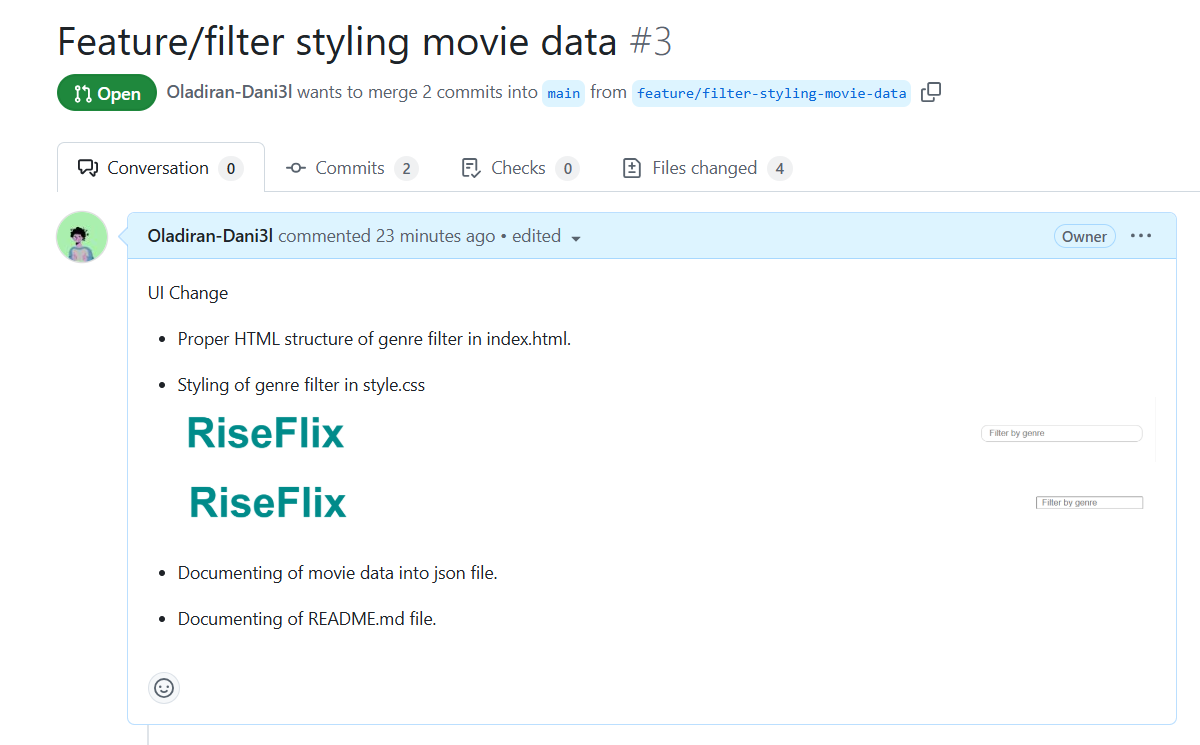 Feature/filter styling movie data #3
Open Oladiran-Dani3l wants to merge 2 commits into main from feature/filter-styling-movie-data
Conversation 0 Commits 2 Checks 0 Files changed 4
Oladiran-Dani3l commented 23 minutes ago • edited Owner
UI Change
• Proper HTML structure of genre filter in index.html.
• Styling of genre filter in style.css
RiseFlix Filter by genre
RiseFlix Filter by genre
• Documenting of movie data into json file.
• Documenting of README.md file.